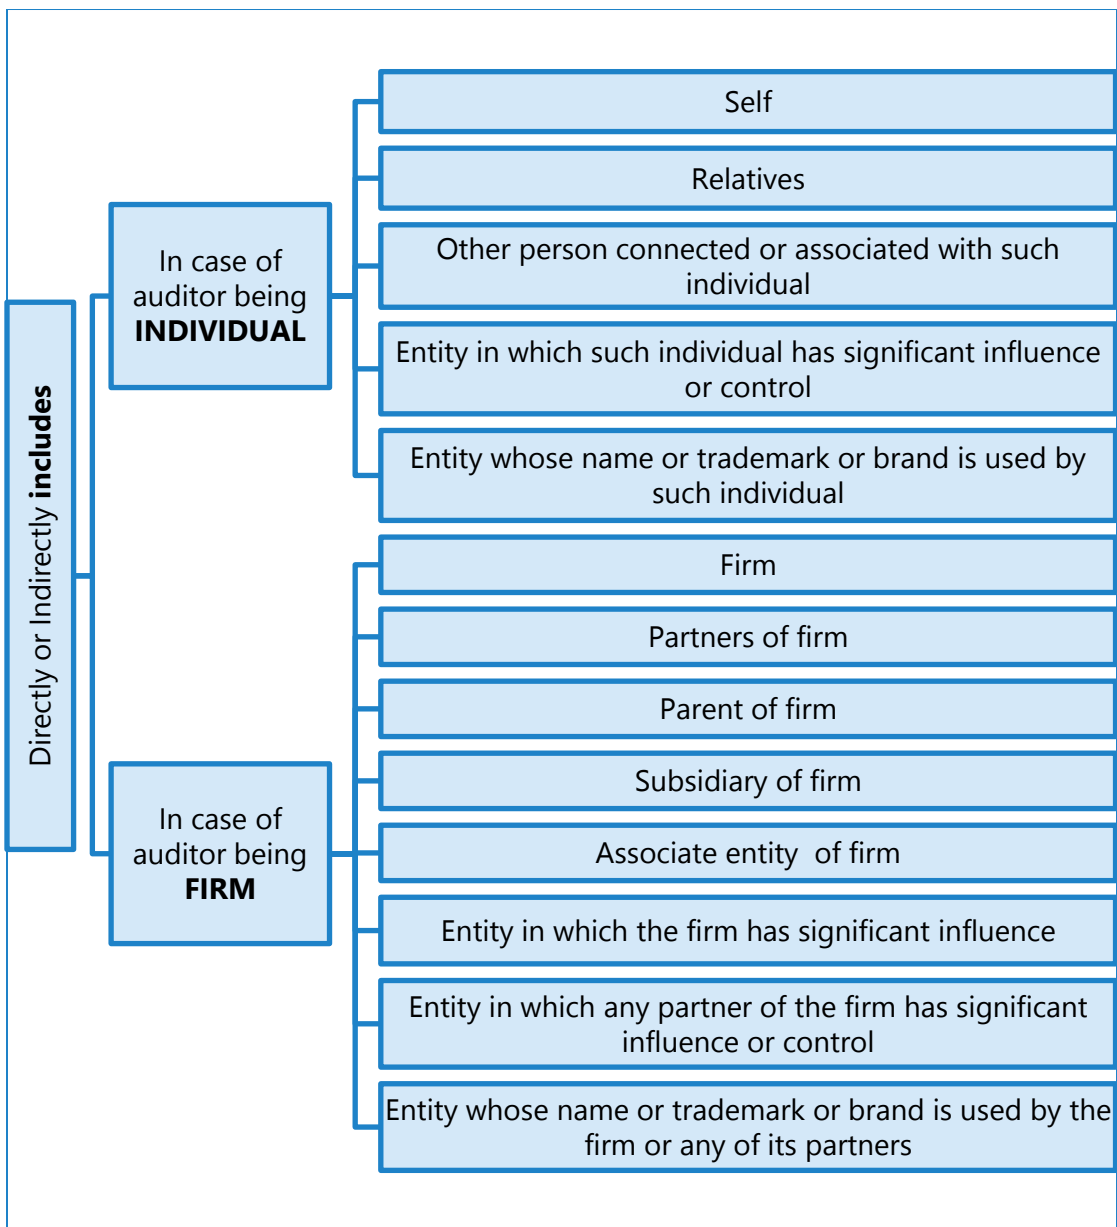 Directly or Indirectly includes
In case of
auditor being
INDIVIDUAL
Self
Relatives
Other person connected or associated with such
individual
Entity in which such individual has significant influence
or control
Entity whose name or trademark or brand is used by
such individual
In case of
auditor being
FIRM
Firm
Partners of firm
Parent of firm
Subsidiary of firm
Associate entity of firm
Entity in which the firm has significant influence
Entity in which any partner of the firm has significant
influence or control
Entity whose name or trademark or brand is used by the
firm or any of its partners